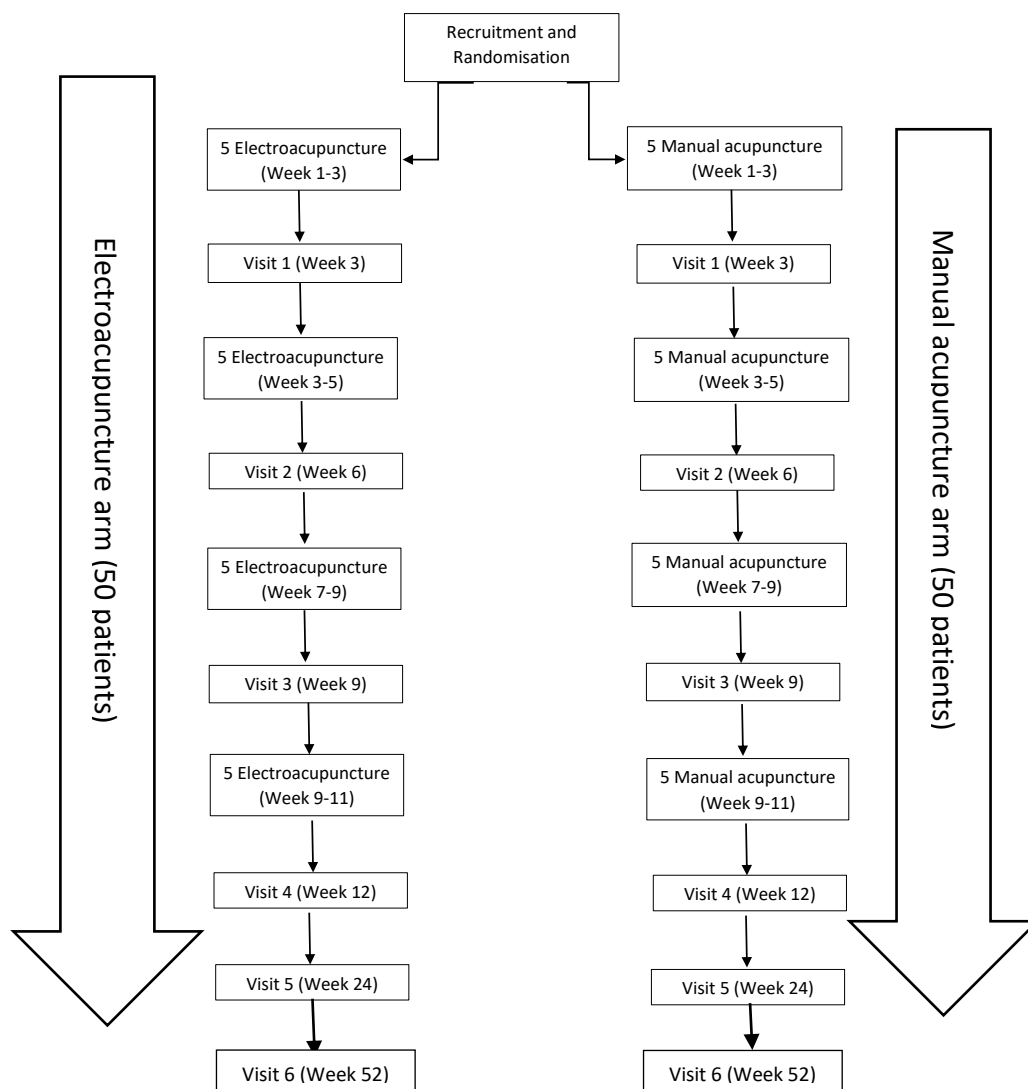 Recruitment and
Randomisation
5 Electroacupuncture
(Week 1-3)
5 Manual acupuncture
(Week 1-3)
Visit 1 (Week 3)
Visit 1 (Week 3)
5 Electroacupuncture
(Week 3-5)
5 Manual acupuncture
(Week 3-5)
Visit 2 (Week 6)
Visit 2 (Week 6)
5 Electroacupuncture
(Week 7-9)
5 Manual acupuncture
(Week 7-9)
Visit 3 (Week 9)
Visit 3 (Week 9)
5 Electroacupuncture
(Week 9-11)
5 Manual acupuncture
(Week 9-11)
Visit 4 (Week 12)
Visit 4 (Week 12)
Visit 5 (Week 24)
Visit 5 (Week 24)
Visit 6 (Week 52)
Visit 6 (Week 52)
Electroacupuncture arm (50 patients)
Manual acupuncture arm (50 patients)